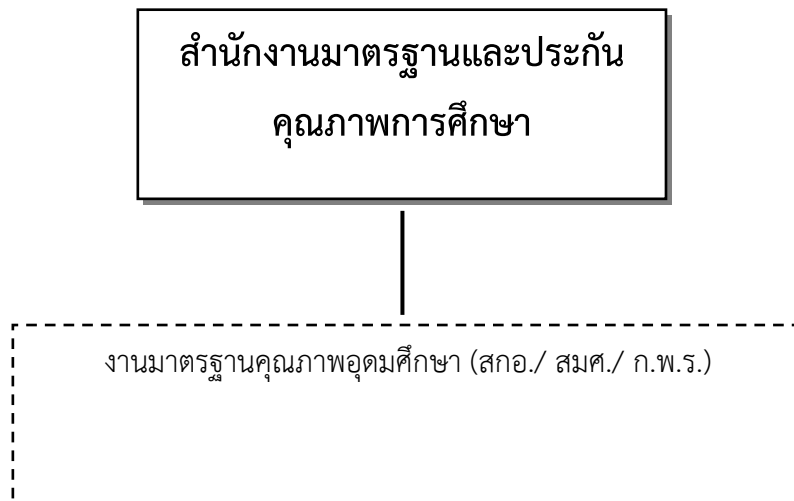 สำนักงานมาตรฐานและประกัน
คุณภาพการศึกษา
งานมาตรฐานคุณภาพอุดมศึกษา (สกอ./ สมศ./ ก.พ.ร.)